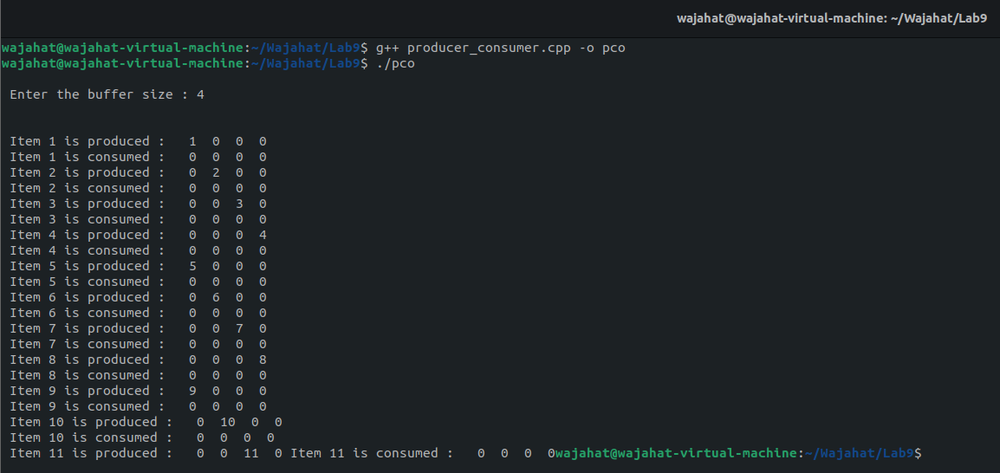 wajahat@wajahat-virtual-machine: ~/Wajahat/Lab9
wajahat@wajahat-virtual-machine:~/Wajahat/Lab9$ g++ producer_consumer.cpp -o pco
wajahat@wajahat-virtual-machine:~/Wajahat/Lab9$ ./pco
Enter the buffer size : 4
Item 1 is produced :   1  0  0  0
Item 1 is consumed :   0  0  0  0
Item 2 is produced :   0  2  0  0
Item 2 is consumed :   0  0  0  0
Item 3 is produced :   0  0  3  0
Item 3 is consumed :   0  0  0  0
Item 4 is produced :   0  0  0  4
Item 4 is consumed :   0  0  0  0
Item 5 is produced :   5  0  0  0
Item 5 is consumed :   0  0  0  0
Item 6 is produced :   0  6  0  0
Item 6 is consumed :   0  0  0  0
Item 7 is produced :   0  0  7  0
Item 7 is consumed :   0  0  0  0
Item 8 is produced :   0  0  0  8
Item 8 is consumed :   0  0  0  0
Item 9 is produced :   9  0  0  0
Item 9 is consumed :   0  0  0  0
Item 10 is produced :   0  10  0  0
Item 10 is consumed :   0  0  0  0
Item 11 is produced :   0  0  11  0 Item 11 is consumed :   0  0  0  0wajahat@wajahat-virtual-machine:~/Wajahat/Lab9$